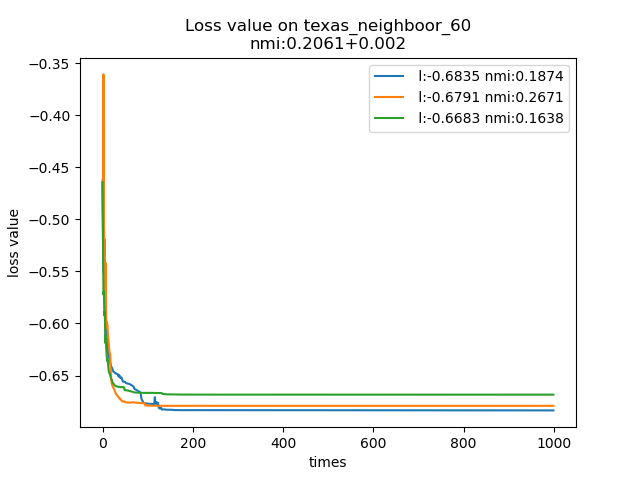 Loss value on texas_neighboor_60
nmi:0.2061+0.002
l:-0.6835 nmi:0.1874
l:-0.6791 nmi:0.2671
l:-0.6683 nmi:0.1638
−0.35
−0.40
−0.45
−0.50
−0.55
−0.60
−0.65
loss value
0 200 400 600 800 1000
times